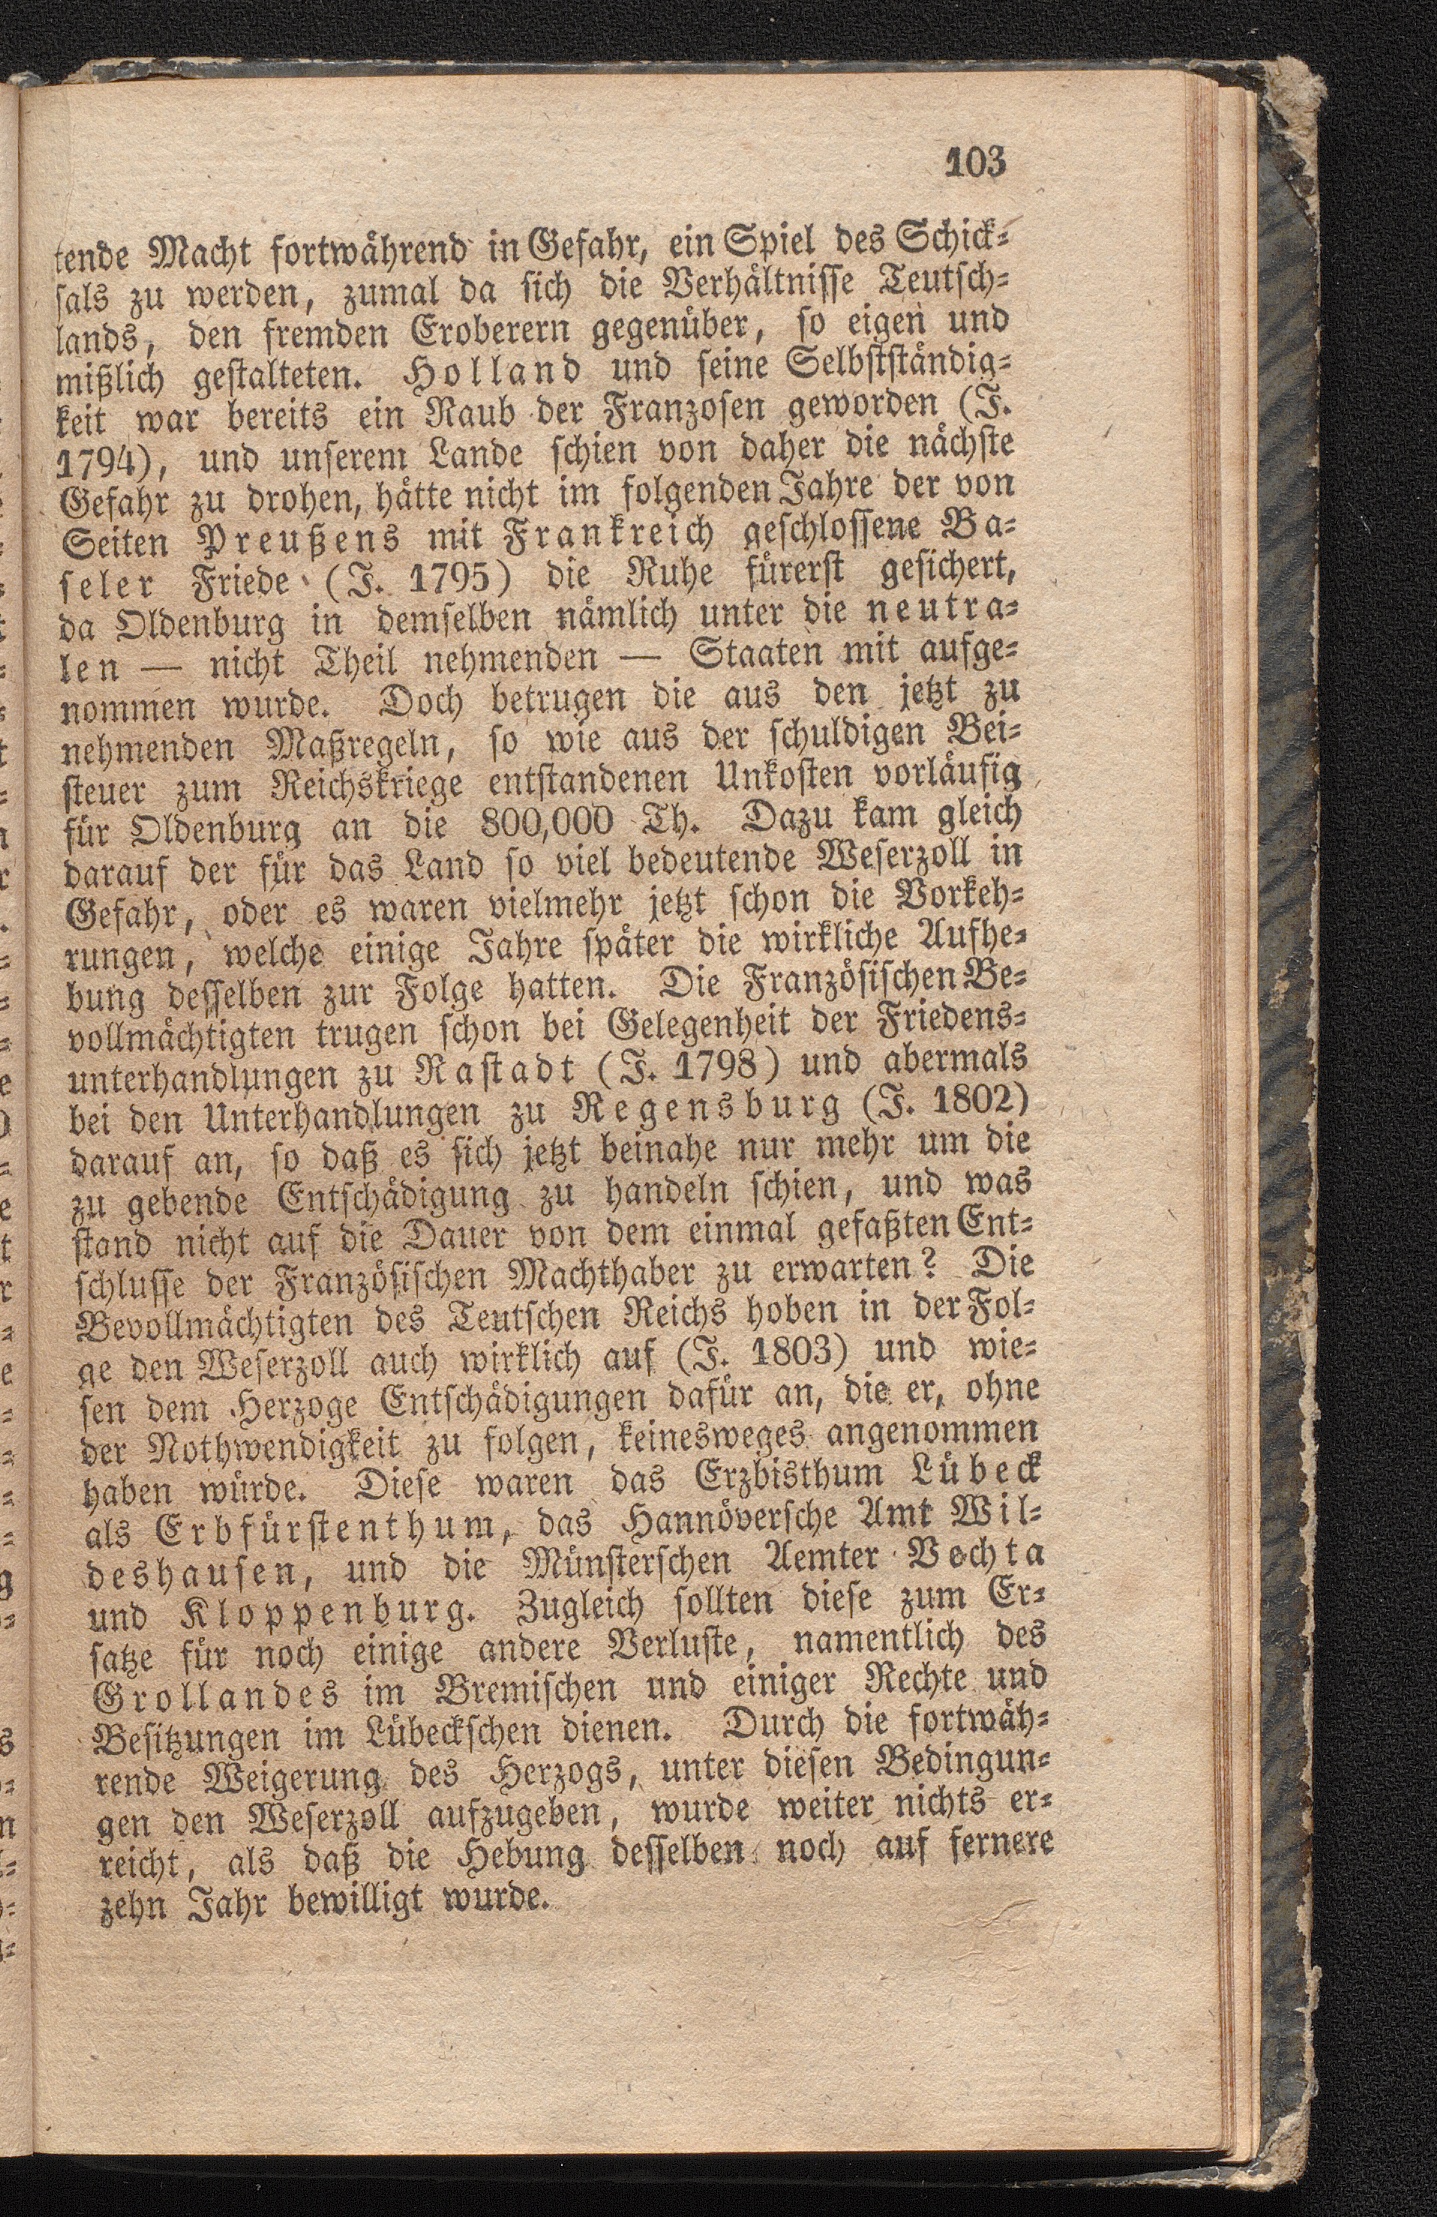 103
tende Macht fortwährend in Gefahr, ein Spiel des Schick-
sals zu werden, zumal da sich die Verhältnisse Teutsch-
lands, den fremden Eroberern gegenüber, so eigen und
mißlich gestalteten. Holland und seine Selbstständig-
keit war bereits ein Raub der Franzosen geworden (J.
1794), und unserem Lande schien von daher die nächste
Gefahr zu drohen, hätte nicht im folgenden Jahre der von
Seiten Preußens mit Frankreich geschlossene Ba-
seler Friede (J. 1795) die Ruhe fürerst gesichert,
da Oldenburg in demselben nämlich unter die neutra-
len — nicht Theil nehmenden — Staaten mit aufge-
nommen wurde. Doch betrugen die aus den jetzt zu
nehmenden Maßregeln, so wie aus der schuldigen Bei-
steuer zum Reichskriege entstandenen Unkosten vorläufig
für Oldenburg an die 800,000 Th. Dazu kam gleich
darauf der für das Land so viel bedeutende Weserzoll in
Gefahr, oder es waren vielmehr jetzt schon die Vorkeh-
rungen, welche einige Jahre später die wirkliche Aufhe-
bung desselben zur Folge hatten. Die Französischen Be-
vollmächtigten trugen schon bei Gelegenheit der Friedens-
unterhandlungen zu Rastadt (J. 1798) und abermals
bei den Unterhandlungen zu Regensburg (J. 1802)
darauf an, so daß es sich jetzt beinahe nur mehr um die
zu gebende Entschädigung zu handeln schien, und was
stand nicht auf die Dauer von dem einmal gefaßten Ent-
schlusse der Französischen Machthaber zu erwarten? Die
Bevollmächtigten des Teutschen Reichs hoben in der Fol-
ge den Weserzoll auch wirklich auf (J. 1803) und wie-
sen dem Herzoge Entschädigungen dafür an, die er, ohne
der Nothwendigkeit zu folgen, keinesweges angenommen
haben würde. Diese waren das Erzbisthum Lübeck
als Erbfürstenthum, das Hannöversche Amt Wil-
deshausen, und die Münsterschen Aemter Vechta
und Kloppenburg. Zugleich sollten diese zum Er-
satze für noch einige andere Verluste, namentlich des
Grollandes im Bremischen und einiger Rechte und
Besitzungen im Lübeckschen dienen. Durch die fortwäh-
rende Weigerung des Herzogs, unter diesen Bedingun-
gen den Weserzoll aufzugeben, wurde weiter nichts er-
reicht, als daß die Hebung desselben noch auf fernere
zehn Jahr bewilligt wurde.